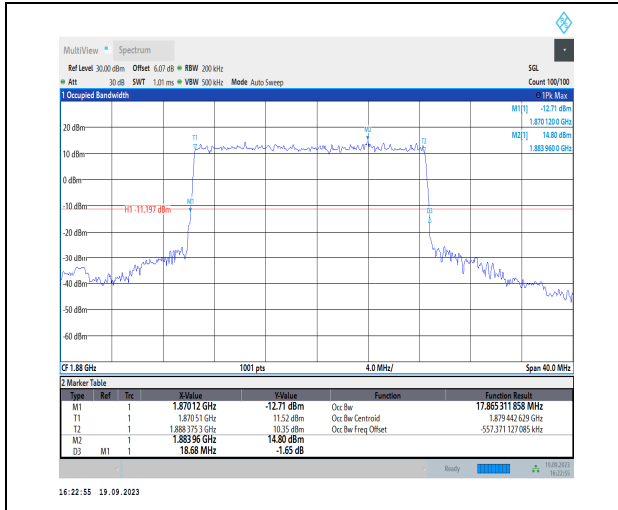 MultiView Spectrum
Ref Level 30.00 dBm Offset 6.07 dB RBW 200 kHz SGL
Att 30 dB SWT 1.01 ms VBW 500 kHz Mode Auto Sweep Count 100/100
1 Occupied Bandwidth 1Pk Max
M1[1] -12.71 dBm
1.870 120 0 GHz
M2[1] 14.80 dBm
1.883 960 0 GHz
20 dBm
T1 M2 T2
10 dBm
0 dBm
M1
-10 dBm
H1 -11.197 dBm
D3
-20 dBm
-30 dBm
-40 dBm
-50 dBm
-60 dBm
CF 1.88 GHz 1001 pts 4.0 MHz/ Span 40.0 MHz
2 Marker Table
Type Ref Trc X-Value Y-Value Function Function Result
M1 1 1.87012 GHz -12.71 dBm Occ Bw 17.865 311 858 MHz
T1 1 1.87051 GHz 11.52 dBm Occ Bw Centroid 1.879 442 629 GHz
T2 1 1.888 375 3 GHz 10.35 dBm Occ Bw Freq Offset -557.371 127 085 kHz
M2 1 1.883 96 GHz 14.80 dBm
D3 M1 1 18.68 MHz -1.65 dB
Ready 19.09.2023
16:22:55
16:22:55 19.09.2023